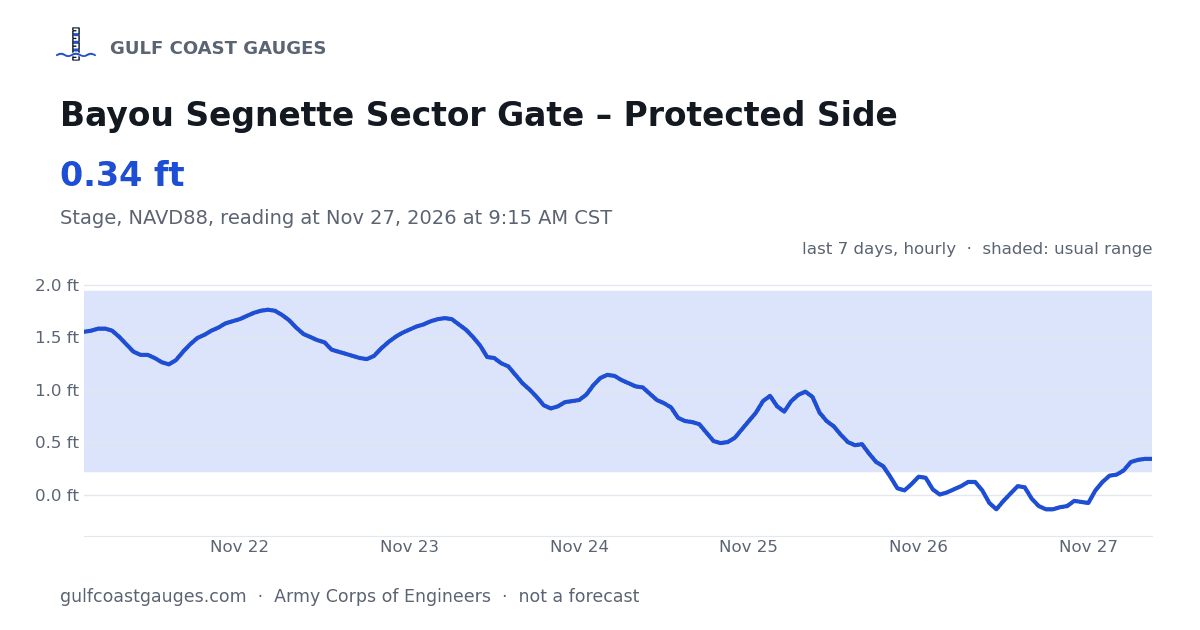 GULF COAST GAUGES
Bayou Segnette Sector Gate – Protected Side
0.34 ft
Stage, NAVD88, reading at Nov 27, 2026 at 9:15 AM CST
last 7 days, hourly · shaded: usual range
2.0 ft
1.5 ft
1.0 ft
0.5 ft
0.0 ft
Nov 22 Nov 23 Nov 24 Nov 25 Nov 26 Nov 27
gulfcoastgauges.com · Army Corps of Engineers · not a forecast